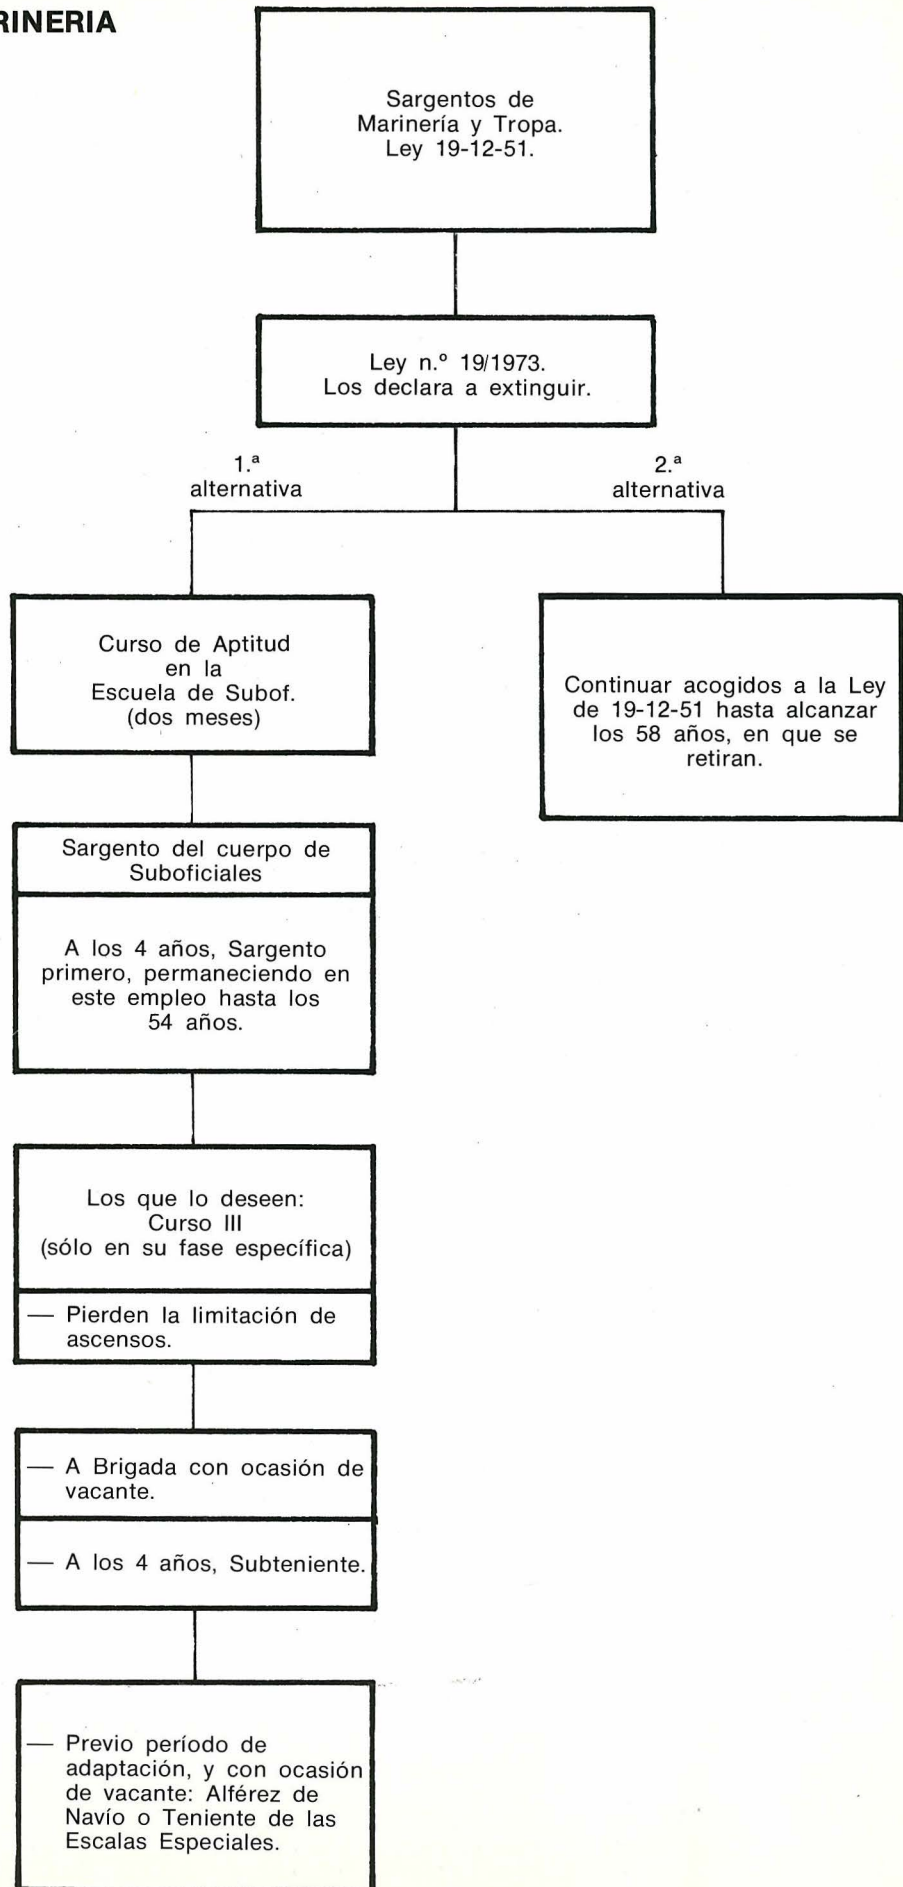 RINERIA
Sargentos de
Marinería y Tropa.
Ley 19-12-51.
Ley n.º 19/1973.
Los declara a extinguir.
1.ª
alternativa
2.ª
alternativa
Curso de Aptitud
en la
Escuela de Subof.
(dos meses)
Continuar acogidos a la Ley
de 19-12-51 hasta alcanzar
los 58 años, en que se
retiran.
Sargento del cuerpo de
Suboficiales
A los 4 años, Sargento
primero, permaneciendo en
este empleo hasta los
54 años.
Los que lo deseen:
Curso III
(sólo en su fase específica)
— Pierden la limitación de
ascensos.
— A Brigada con ocasión de
vacante.
— A los 4 años, Subteniente.
— Previo período de
adaptación, y con ocasión
de vacante: Alférez de
Navío o Teniente de las
Escalas Especiales.